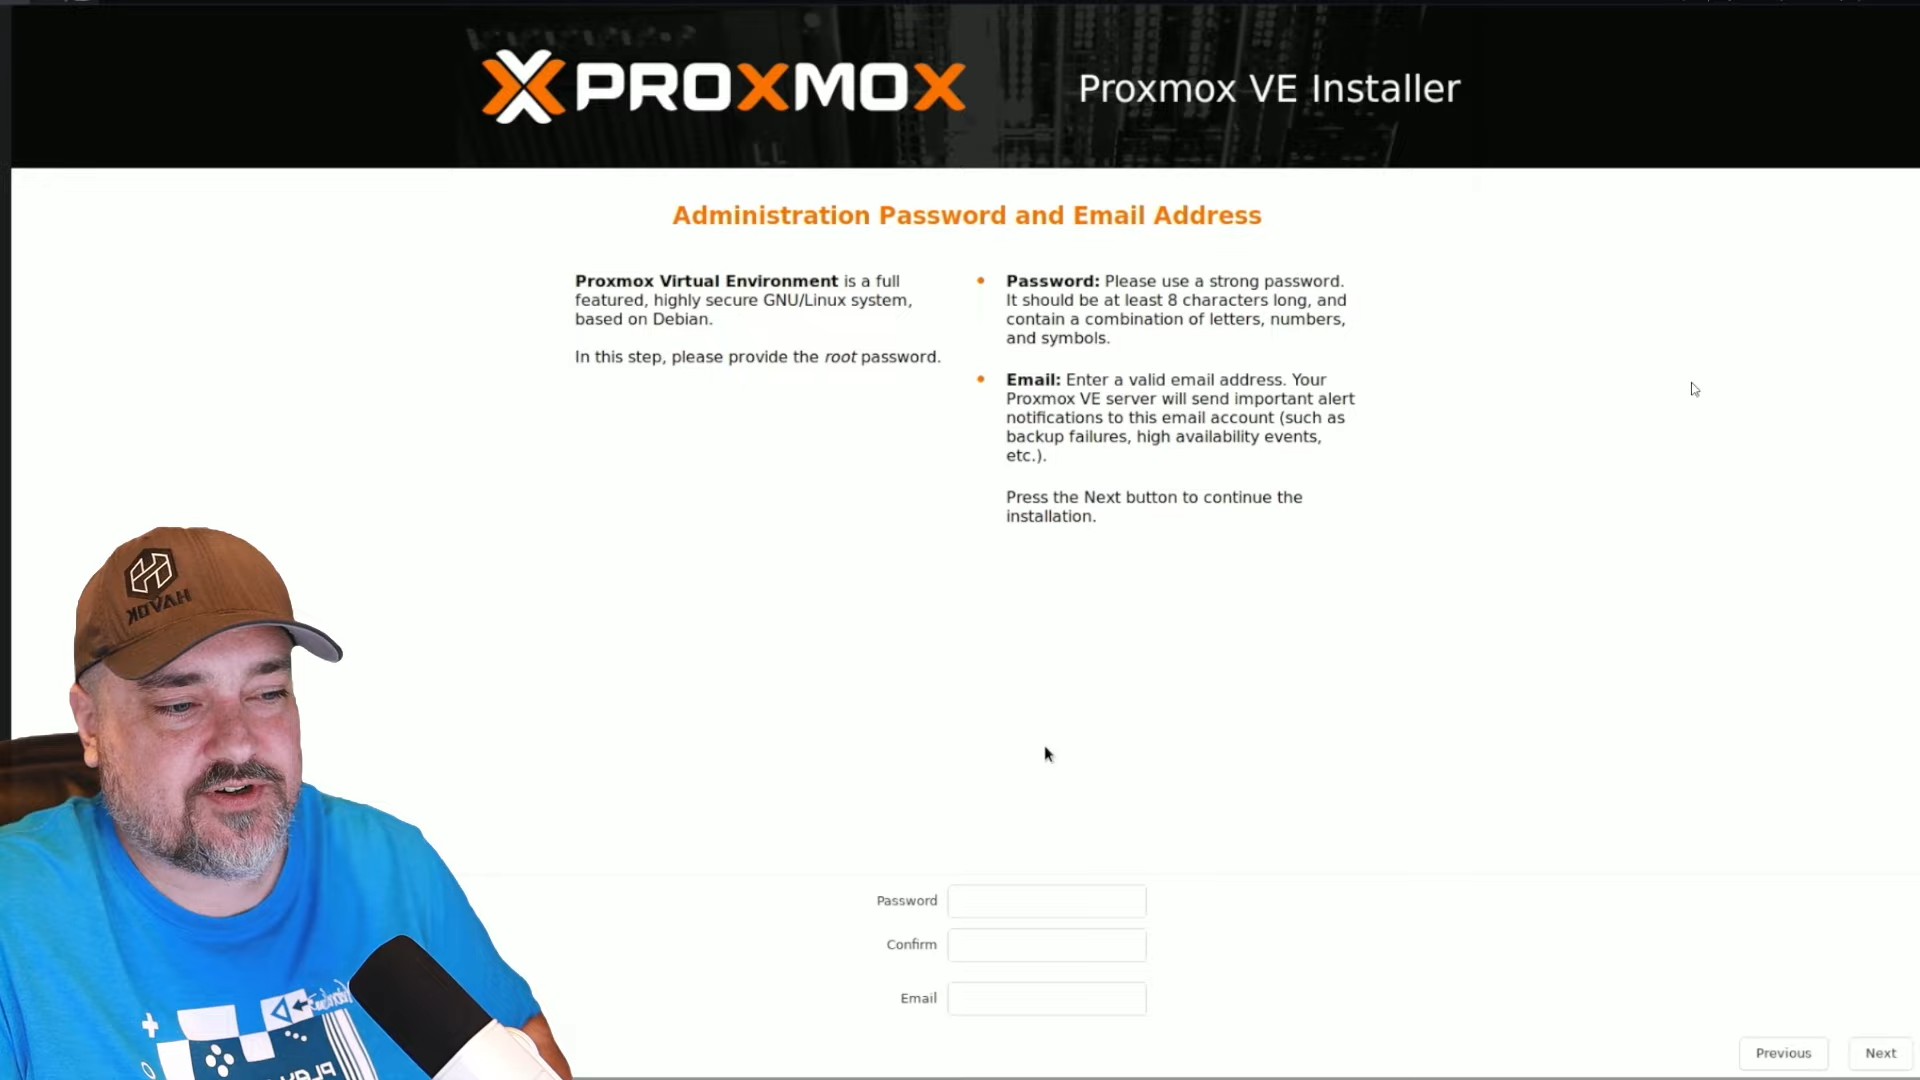 PROXMOX
Proxmox VE Installer
Administration Password and Email Address
Proxmox Virtual Environment is a full
featured, highly secure GNU/Linux system,
based on Debian.
In this step, please provide the root password.
Password: Please use a strong password.
It should be at least 8 characters long, and
contain a combination of letters, numbers,
and symbols.
Email: Enter a valid email address. Your
Proxmox VE server will send important alert
notifications to this email account (such as
backup failures, high availability events,
etc.).
Press the Next button to continue the
installation.
HAVOK
Password
Confirm
Email
Previous
Next